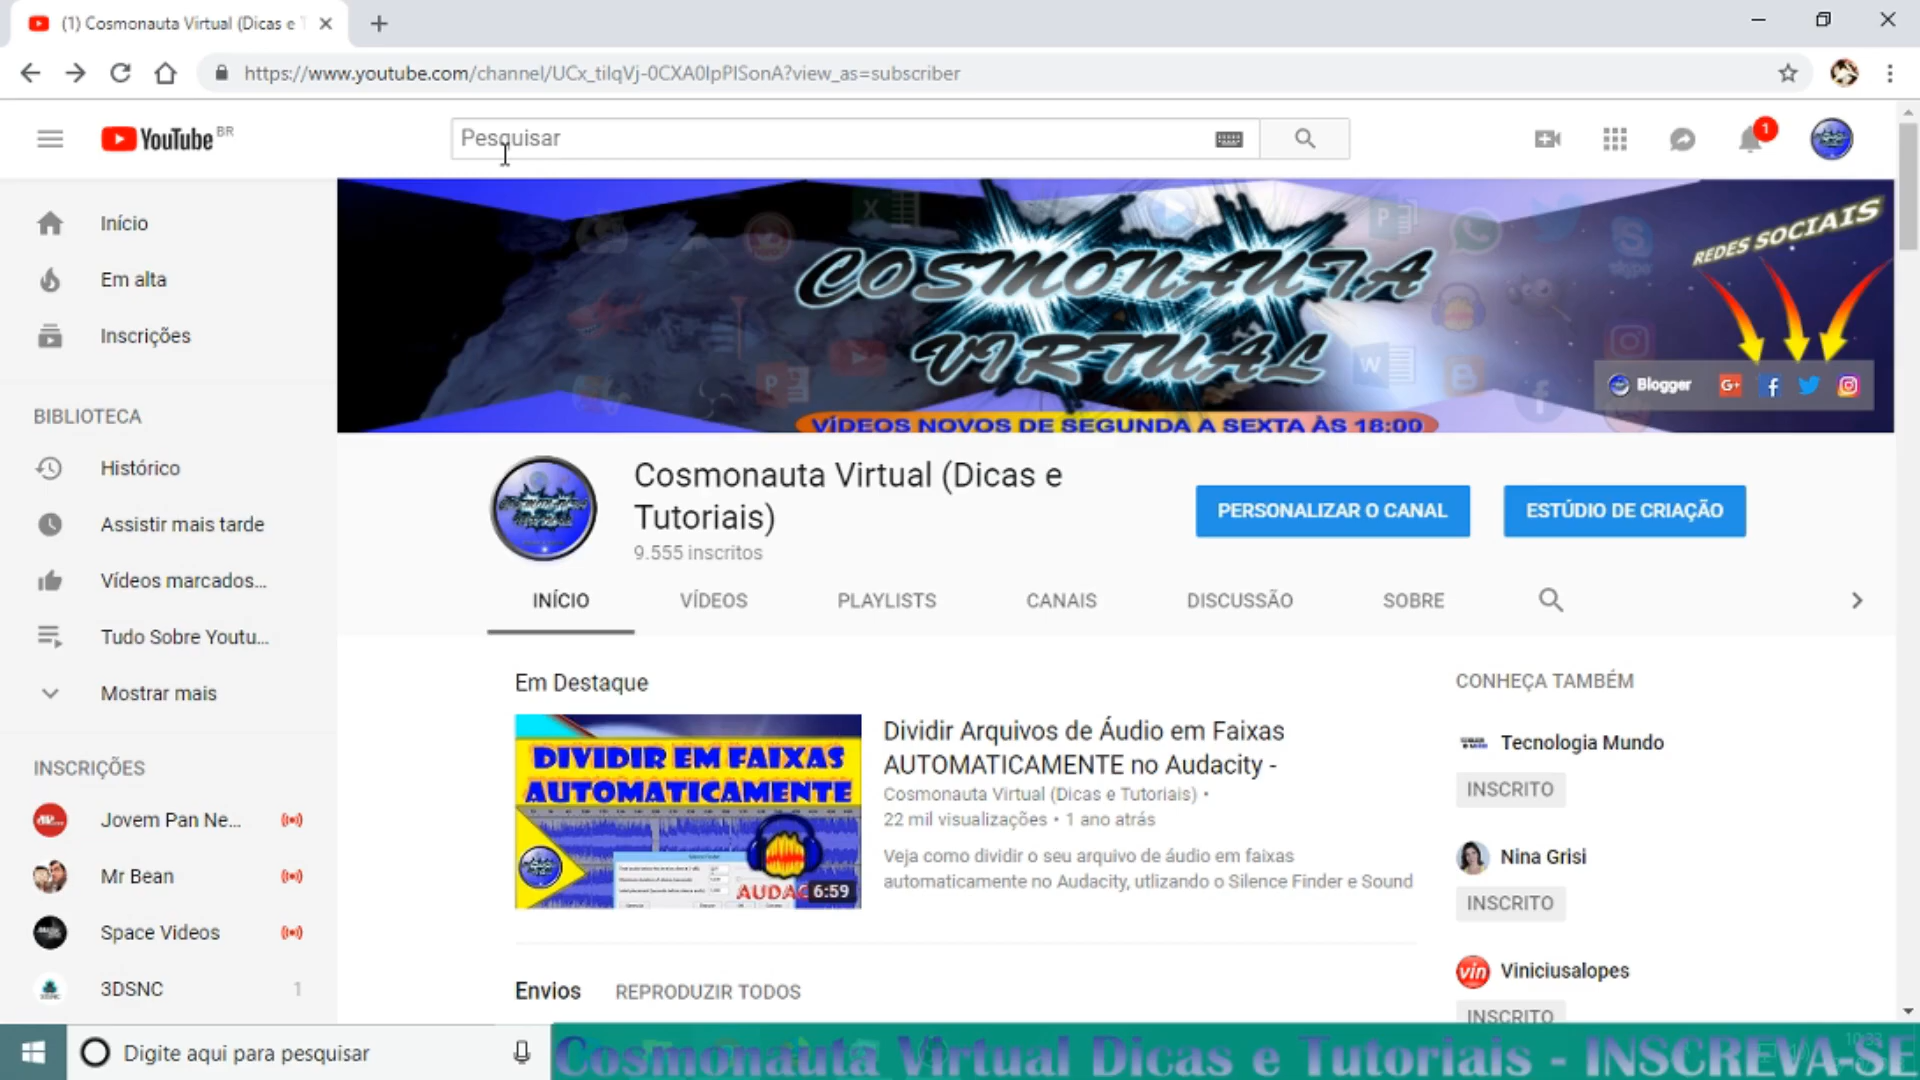 (1) Cosmonauta Virtual (Dicas e T
https://www.youtube.com/channel/UCx_tilqVj-0CXA0IpPISonA?view_as=subscriber
YouTube BR
Pesquisar
1
Início
Em alta
Inscrições
BIBLIOTECA
Histórico
Assistir mais tarde
Vídeos marcados...
Tudo Sobre Youtu...
Mostrar mais
INSCRIÇÕES
Jovem Pan Ne...
Mr Bean
Space Videos
3DSNC 1
COSMONAUTA
VIRTUAL
REDES SOCIAIS
Blogger
VÍDEOS NOVOS DE SEGUNDA A SEXTA ÀS 18:00
Cosmonauta Virtual (Dicas e
Tutoriais)
9.555 inscritos
PERSONALIZAR O CANAL
ESTÚDIO DE CRIAÇÃO
INÍCIO VÍDEOS PLAYLISTS CANAIS DISCUSSÃO SOBRE
Em Destaque
DIVIDIR EM FAIXAS
AUTOMATICAMENTE
6:59
Dividir Arquivos de Áudio em Faixas
AUTOMATICAMENTE no Audacity -
Cosmonauta Virtual (Dicas e Tutoriais) •
22 mil visualizações • 1 ano atrás
Veja como dividir o seu arquivo de áudio em faixas
automaticamente no Audacity, utlizando o Silence Finder e Sound
Envios REPRODUZIR TODOS
CONHEÇA TAMBÉM
Tecnologia Mundo
INSCRITO
Nina Grisi
INSCRITO
vin Viniciusalopes
INSCRITO
Digite aqui para pesquisar
Cosmonauta Virtual Dicas e Tutoriais - INSCREVA-SE